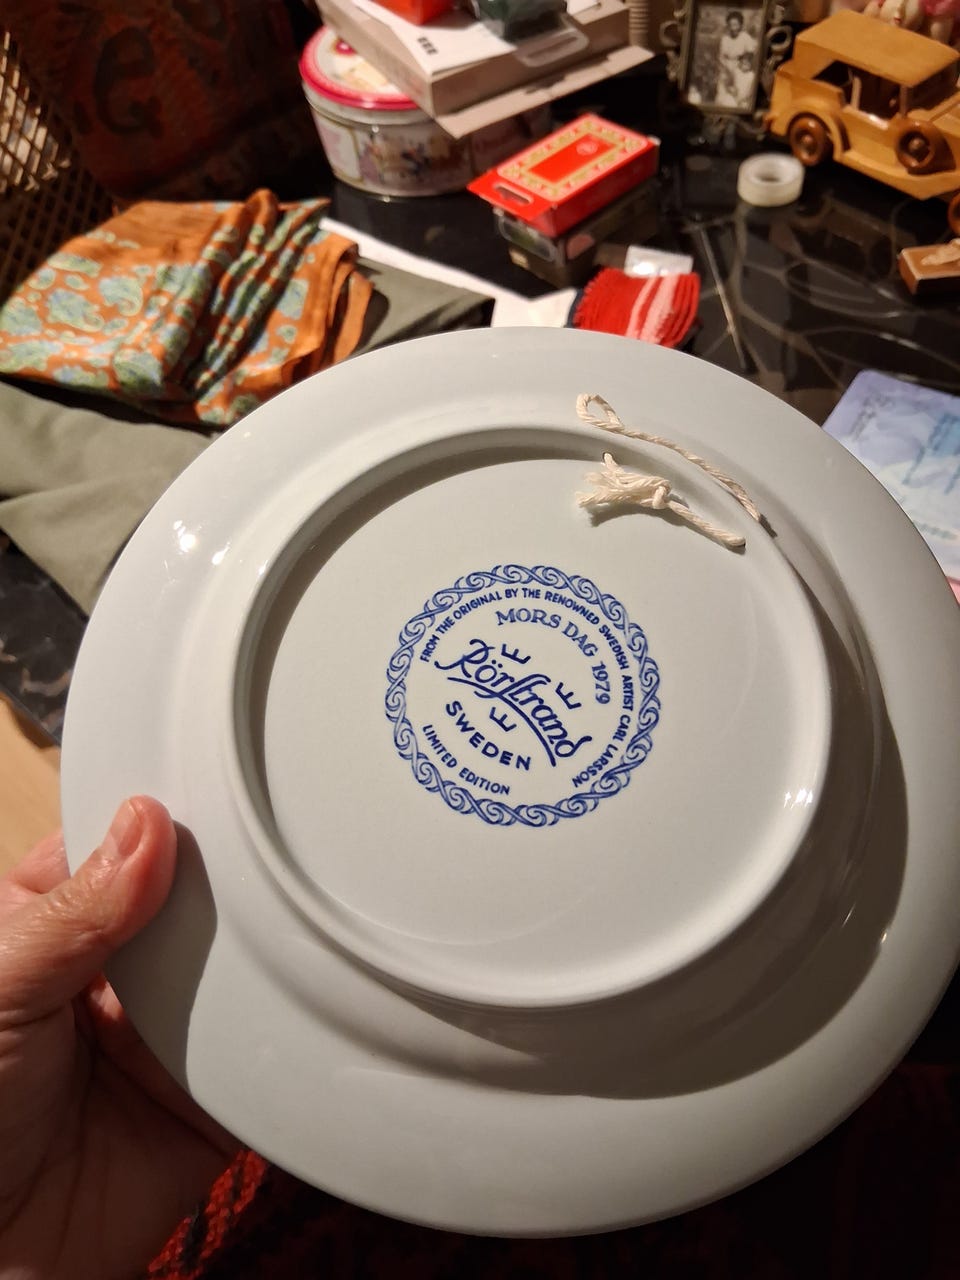 FROM THE ORIGINAL BY THE RENOWNED SWEDISH ARTIST CARL LARSSON
MORS DAG 1979
Rörstrand
SWEDEN
LIMITED EDITION